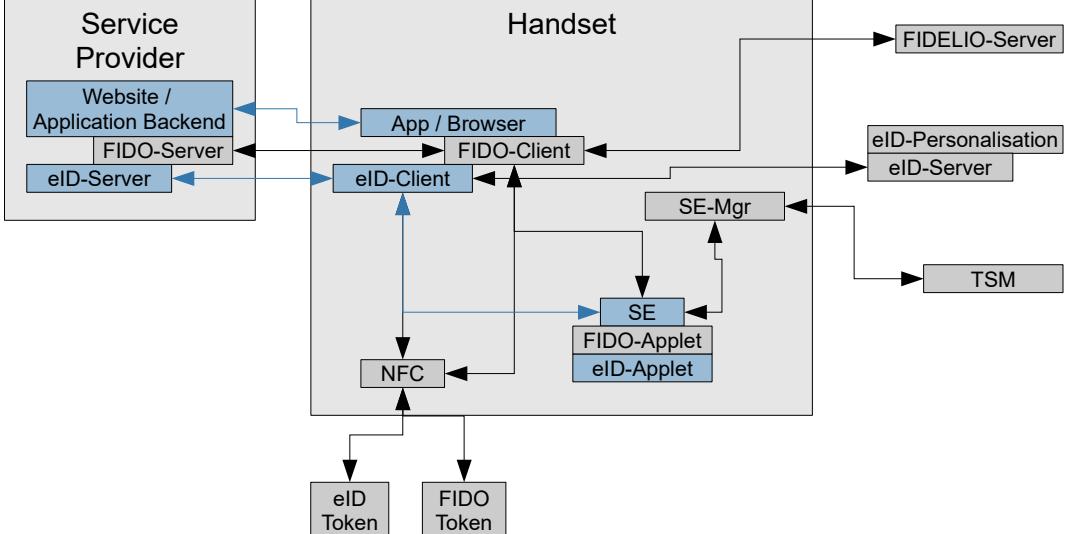 Service
Provider
Website /
Application Backend
FIDO-Server
eID-Server
Handset
App / Browser
FIDO-Client
eID-Client
SE-Mgr
SE
FIDO-Applet
eID-Applet
NFC
FIDELIO-Server
eID-Personalisation
eID-Server
TSM
eID
Token
FIDO
Token